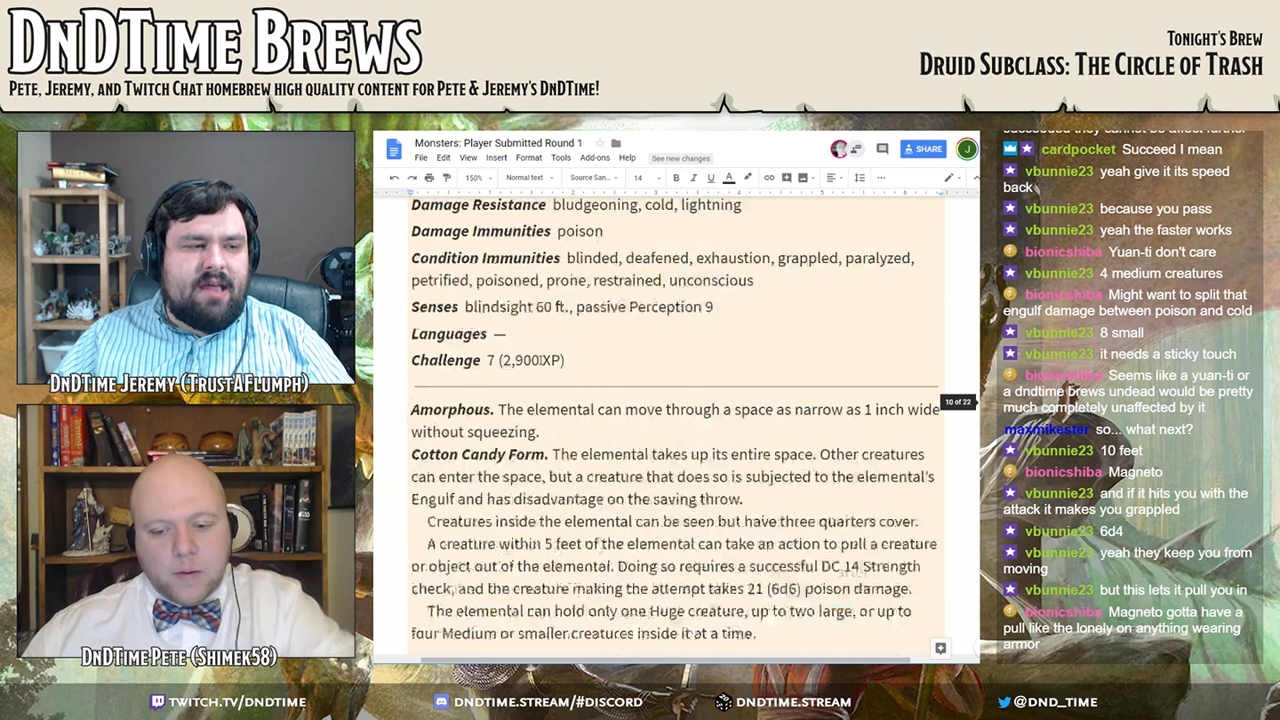 DNDTIME BREWS
PETE, JEREMY, AND TWITCH CHAT HOMEBREW HIGH QUALITY CONTENT FOR PETE & JEREMY'S DNDTIME!
TONIGHT'S BREW
DRUID SUBCLASS: THE CIRCLE OF TRASH
DNDTIME JEREMY (TRUSTAFLUMPH)
DNDTIME PETE (SHIMEK58)
Monsters: Player Submitted Round 1
File Edit View Insert Format Tools Add-ons Help See new changes
SHARE
J
150% Normal text Source San... 14 B I U A
Damage Resistance bludgeoning, cold, lightning
Damage Immunities poison
Condition Immunities blinded, deafened, exhaustion, grappled, paralyzed,
petrified, poisoned, prone, restrained, unconscious
Senses blindsight 60 ft., passive Perception 9
Languages —
Challenge 7 (2,900 XP)
10 of 22
Amorphous. The elemental can move through a space as narrow as 1 inch wide
without squeezing.
Cotton Candy Form. The elemental takes up its entire space. Other creatures
can enter the space, but a creature that does so is subjected to the elemental's
Engulf and has disadvantage on the saving throw.
Creatures inside the elemental can be seen but have three quarters cover.
A creature within 5 feet of the elemental can take an action to pull a creature
or object out of the elemental. Doing so requires a successful DC 14 Strength
check, and the creature making the attempt takes 21 (6d6) poison damage.
The elemental can hold only one Huge creature, up to two large, or up to
four Medium or smaller creatures inside it at a time.
cardpocket Succeed I mean
vbunnie23 yeah give it its speed
back
vbunnie23 because you pass
vbunnie23 yeah the faster works
bionicshiba Yuan-ti don't care
vbunnie23 4 medium creatures
bionicshiba Might want to split that
engulf damage between poison and cold
vbunnie23 8 small
vbunnie23 it needs a sticky touch
bionicshiba Seems like a yuan-ti or
a dndtime brews undead would be pretty
much completely unaffected by it
maxmikester so... what next?
vbunnie23 10 feet
bionicshiba Magneto
vbunnie23 and if it hits you with the
attack it makes you grappled
vbunnie23 6d4
vbunnie23 yeah they keep you from
moving
vbunnie23 but this lets it pull you in
bionicshiba Magneto gotta have a
pull like the lonely on anything wearing
armor
TWITCH.TV/DNDTIME
DNDTIME.STREAM/#DISCORD
DNDTIME.STREAM
@DND_TIME